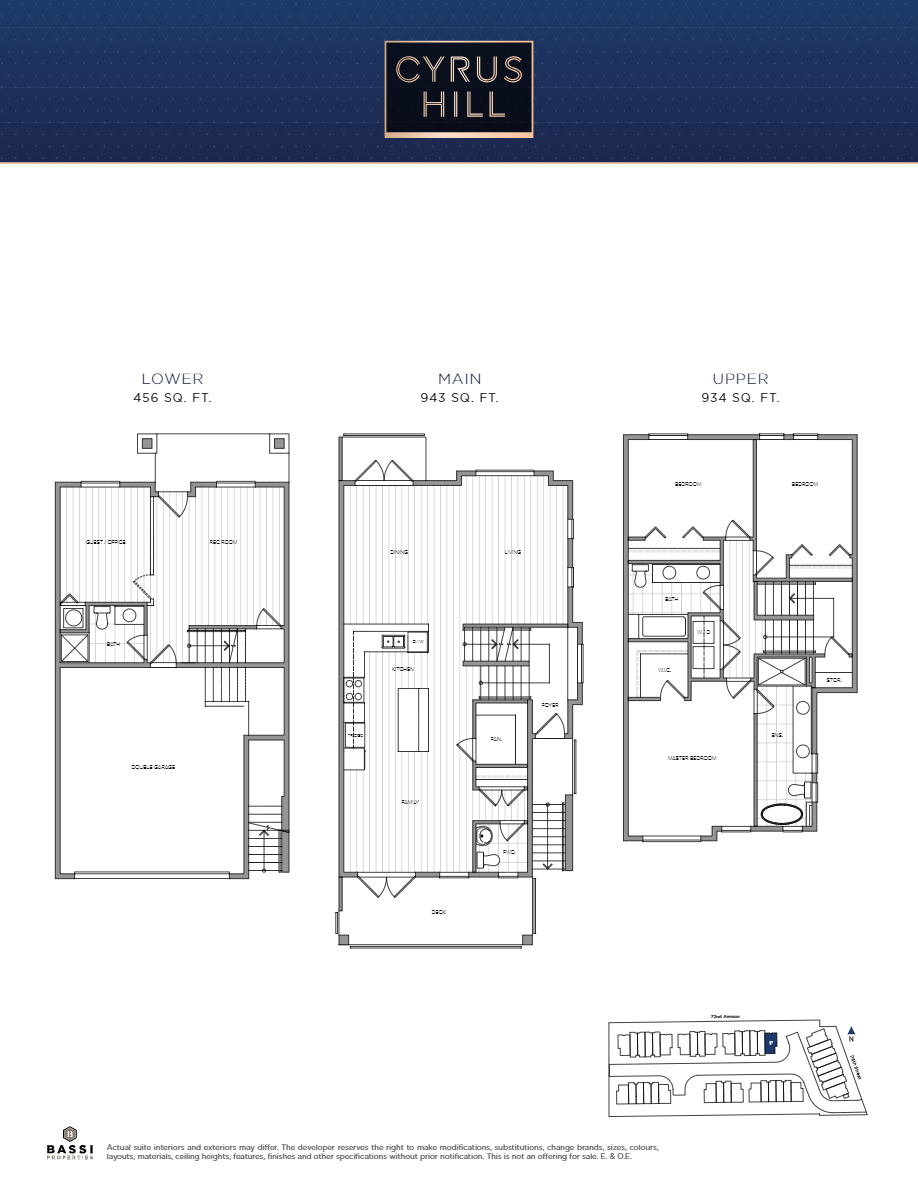 CYRUS
HILL
LOWER
456 SQ. FT.
MAIN
943 SQ. FT.
UPPER
934 SQ. FT.
GUEST / OFFICE
REC ROOM
BATH
DOUBLE GARAGE
DINING
LIVING
D/W
KITCHEN
FOYER
PAN.
FAMILY
PWD.
DECK
BEDROOM
BEDROOM
BATH
W.I.C.
STOR.
ENS.
MASTER BEDROOM
72nd Avenue
N
B
BASSI
PROPERTIES
Actual suite interiors and exteriors may differ. The developer reserves the right to make modifications, substitutions, change brands, sizes, colours,
layouts, materials, ceiling heights, features, finishes and other specifications without prior notification. This is not an offering for sale. E. & O.E.